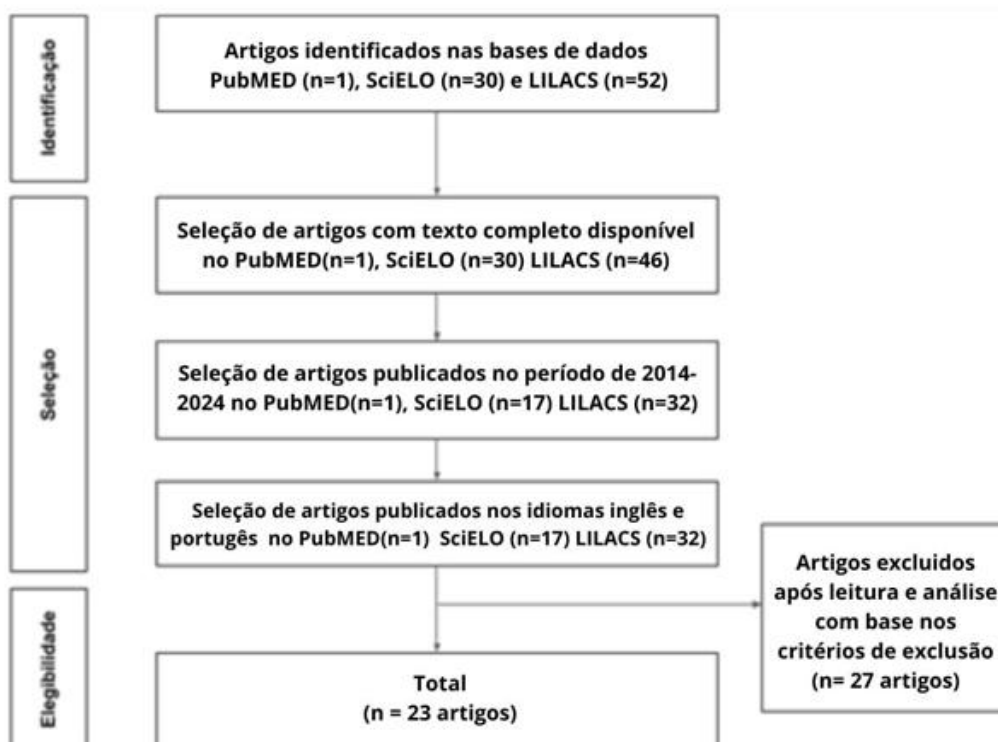 Identificação
Artigos identificados nas bases de dados
PubMED (n=1), SciELO (n=30) e LILACS (n=52)
Seleção
Seleção de artigos com texto completo disponível
no PubMED(n=1), SciELO (n=30) LILACS (n=46)
Seleção de artigos publicados no período de 2014-
2024 no PubMED(n=1), SciELO (n=17) LILACS (n=32)
Seleção de artigos publicados nos idiomas inglês e
portugês no PubMED(n=1) SciELO (n=17) LILACS (n=32)
Artigos excluidos
após leitura e análise
com base nos
critérios de exclusão
(n= 27 artigos)
Elegibilidade
Total
(n = 23 artigos)